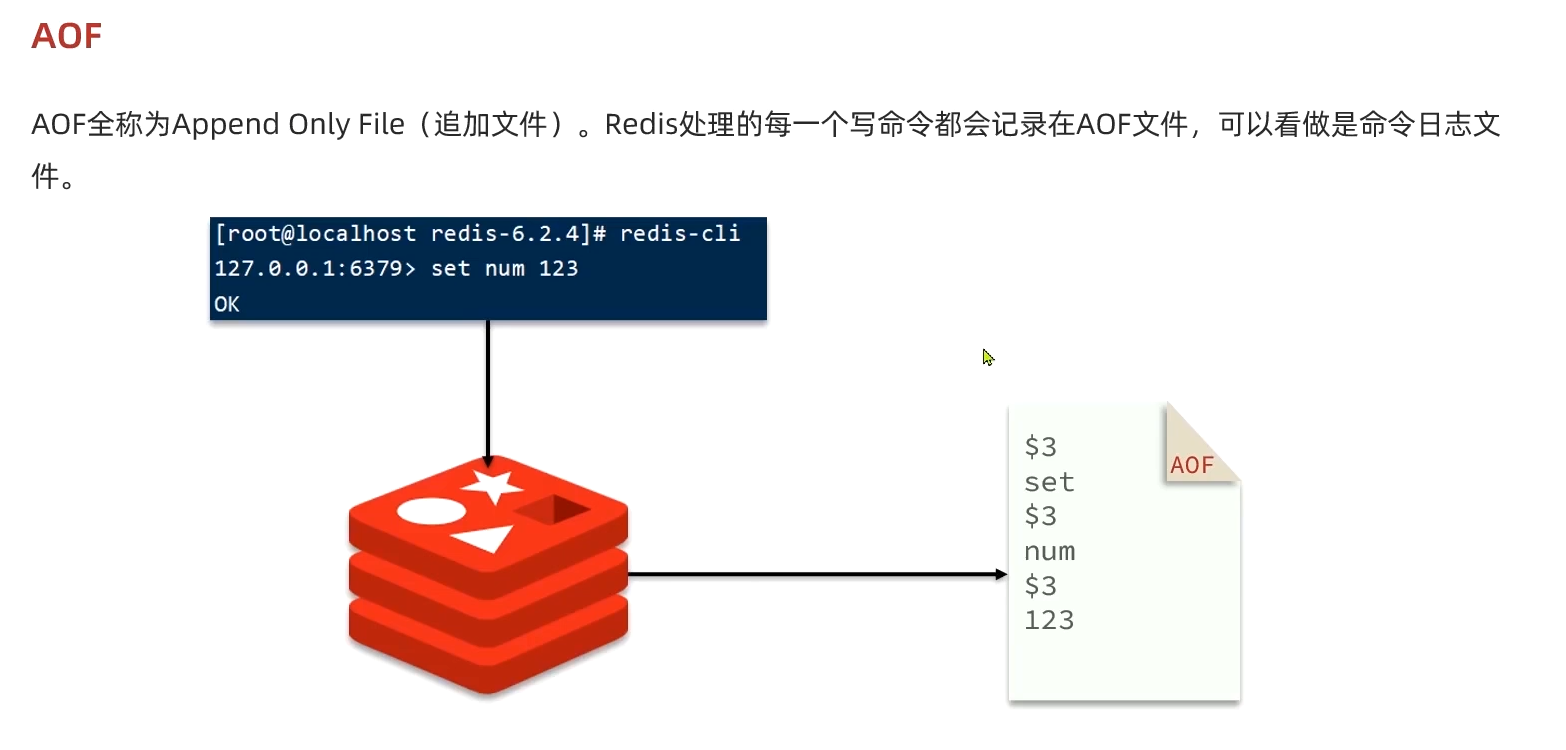 AOF
AOF全称为Append Only File（追加文件）。Redis处理的每一个写命令都会记录在AOF文件，可以看做是命令日志文
件。
[root@localhost redis-6.2.4]# redis-cli
127.0.0.1:6379> set num 123
OK
AOF
$3
set
$3
num
$3
123